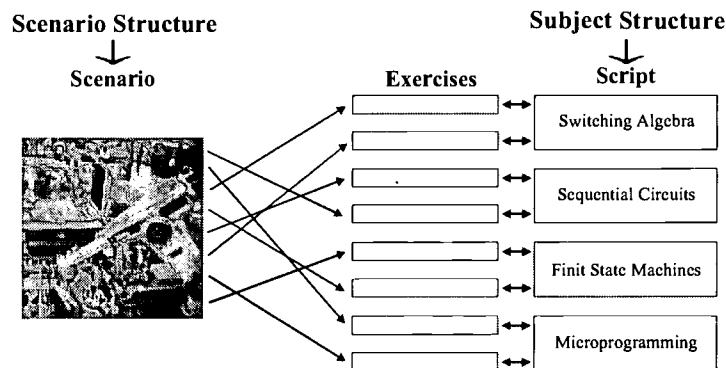 Scenario Structure
Scenario
Subject Structure
Script
Exercises
Switching Algebra
Sequential Circuits
Finit State Machines
Microprogramming